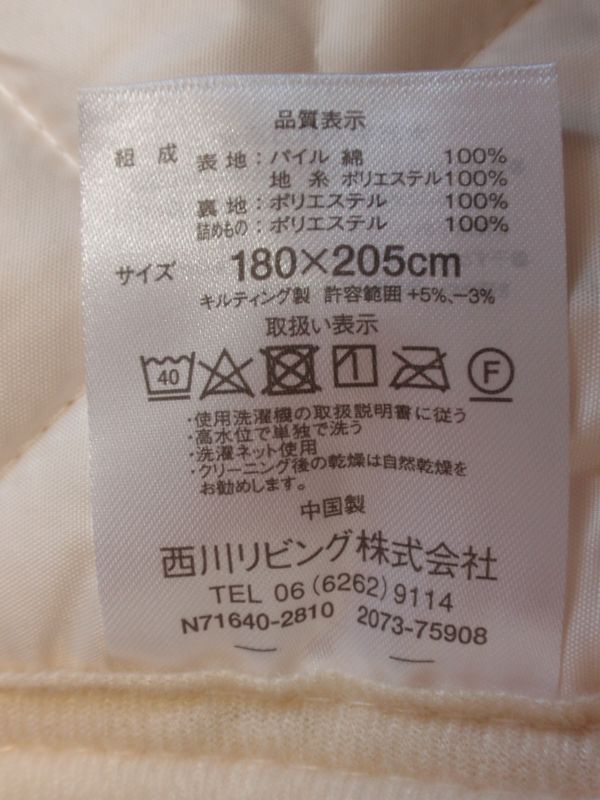 品質表示
組成 表地:パイル 綿 100%
地糸 ポリエステル 100%
裏地:ポリエステル 100%
詰めもの:ポリエステル 100%
サイズ 180×205cm
キルティング製 許容範囲 +5%、−3%
取扱い表示
40 1 F
・使用洗濯機の取扱説明書に従う
・高水位で単独で洗う
・洗濯ネット使用
・クリーニング後の乾燥は自然乾燥を
お勧めします。
中国製
西川リビング株式会社
TEL 06(6262)9114
N71640-2810 2073-75908